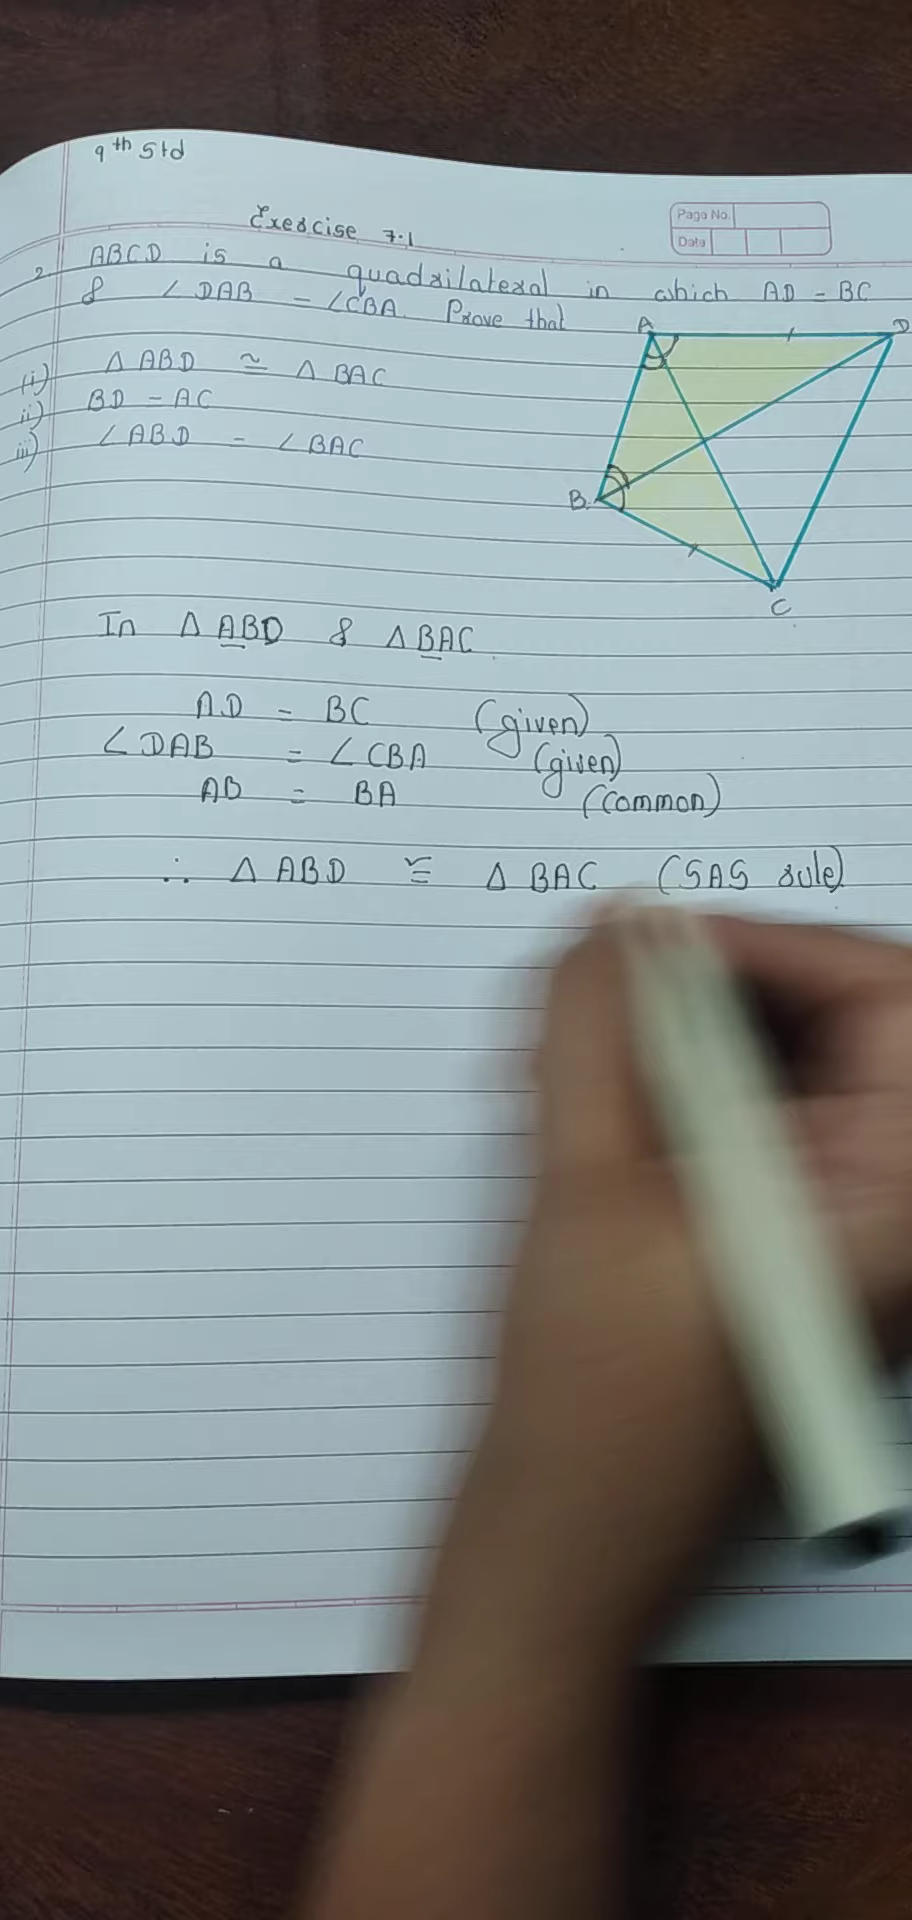 9th Std
Exercise 7.1
Page No.
Date
2. ABCD is a quadrilateral in which AD = BC
& ∠DAB = ∠CBA. Prove that
(i) Δ ABD ≅ Δ BAC
ii) BD = AC
iii) ∠ABD = ∠BAC
A
D
B
C
In Δ ABD & Δ BAC
AD = BC (given)
∠DAB = ∠CBA (given)
AB = BA (common)
∴ Δ ABD ≅ Δ BAC (SAS rule)